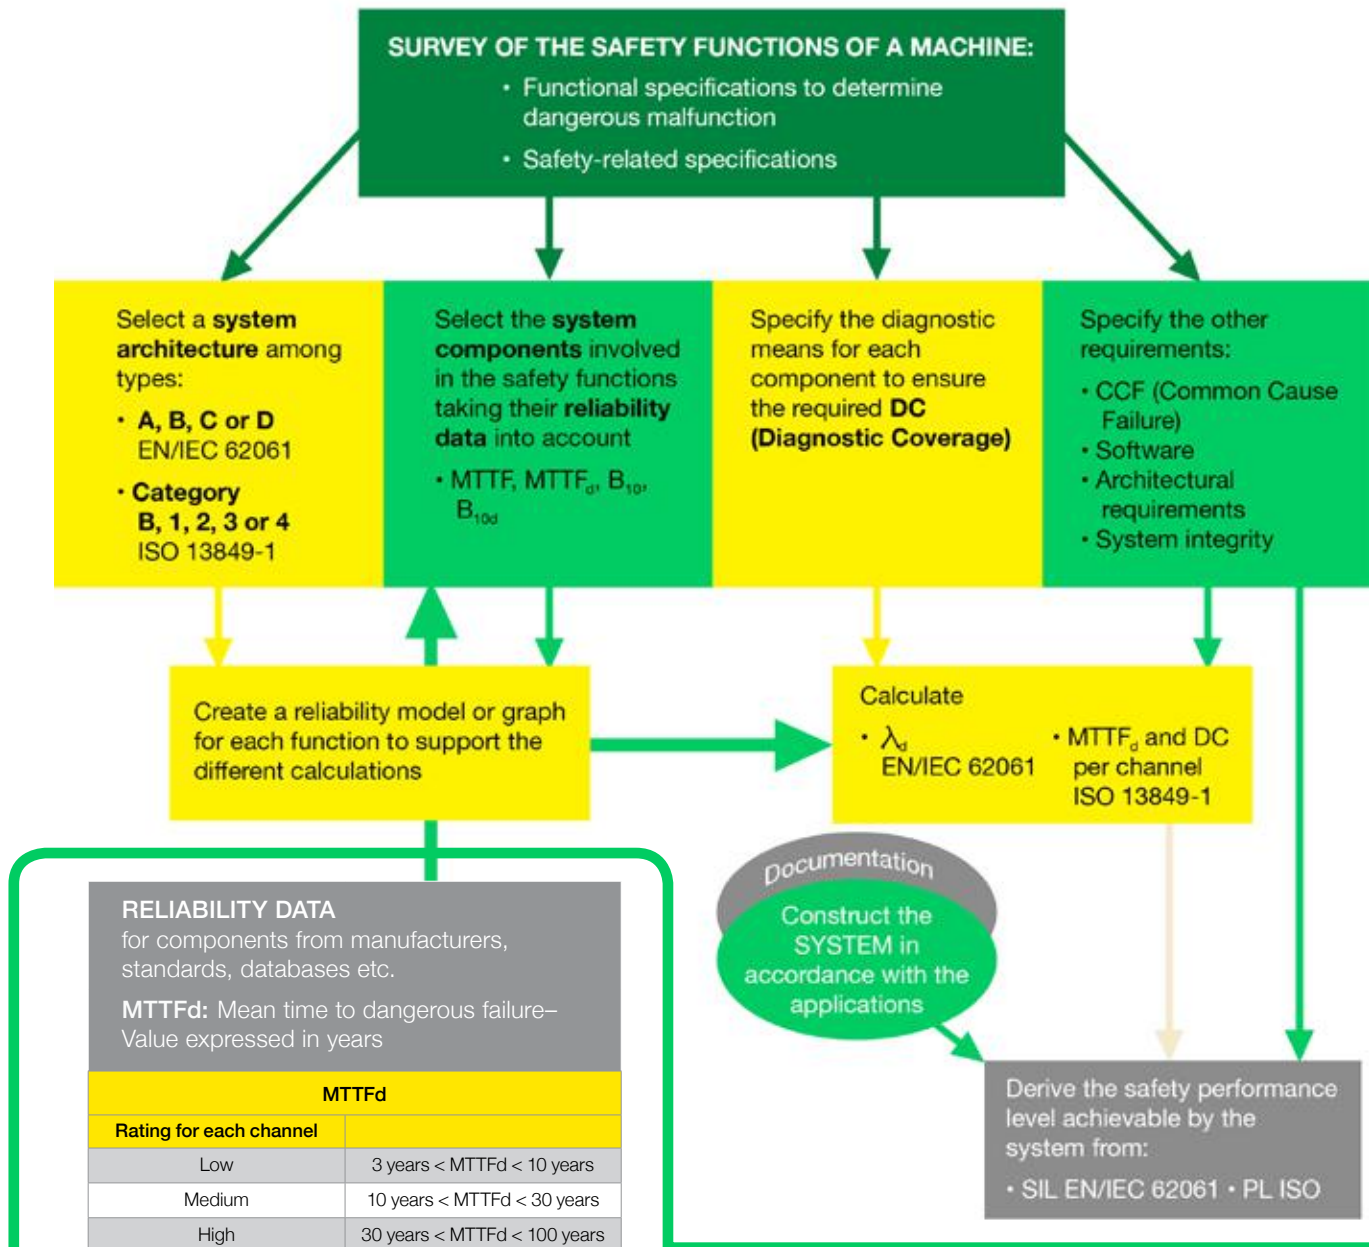 SURVEY OF THE SAFETY FUNCTIONS OF A MACHINE:
• Functional specifications to determine
dangerous malfunction
• Safety-related specifications
Select a system
architecture among
types:
• A, B, C or D
EN/IEC 62061
• Category
B, 1, 2, 3 or 4
ISO 13849-1
Select the system
components involved
in the safety functions
taking their reliability
data into account
• MTTF, MTTFd, B10,
B10d
Specify the diagnostic
means for each
component to ensure
the required DC
(Diagnostic Coverage)
Specify the other
requirements:
• CCF (Common Cause
Failure)
• Software
• Architectural
requirements
• System integrity
Create a reliability model or graph
for each function to support the
different calculations
Calculate
• λd
EN/IEC 62061
• MTTFd and DC
per channel
ISO 13849-1
Documentation
Construct the
SYSTEM in
accordance with the
applications
RELIABILITY DATA
for components from manufacturers,
standards, databases etc.
MTTFd: Mean time to dangerous failure–
Value expressed in years
MTTFd
Rating for each channel
Low 3 years < MTTFd < 10 years
Medium 10 years < MTTFd < 30 years
High 30 years < MTTFd < 100 years
Derive the safety performance
level achievable by the
system from:
• SIL EN/IEC 62061 • PL ISO